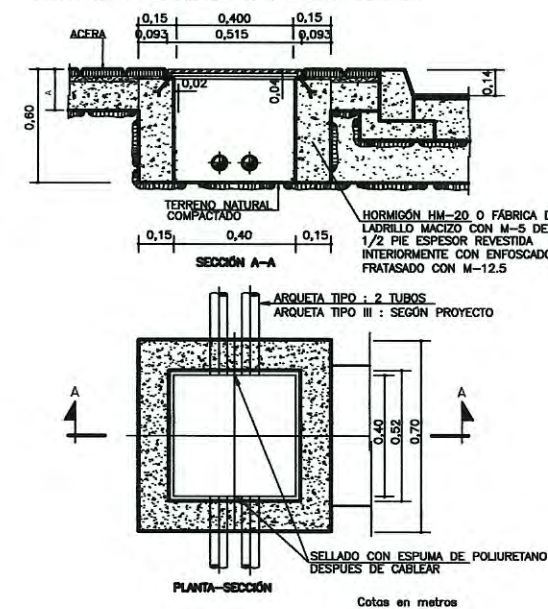 0,15 0,400 0,15
0,093 0,515 0,093
ACERA
0,14
A
0,02
0,04
0,60
TERRENO NATURAL
COMPACTADO
HORMIGÓN HM-20 O FÁBRICA D
LADRILLO MACIZO CON M-5 DE
1/2 PIE ESPESOR REVESTIDA
INTERIORMENTE CON ENFOSCADO
FRATASADO CON M-12.5
0,15 0,40 0,15
SECCIÓN A-A
ARQUETA TIPO : 2 TUBOS
ARQUETA TIPO III : SEGÚN PROYECTO
A
A
0,40
0,52
0,70
SELLADO CON ESPUMA DE POLIURETANO
DESPUES DE CABLEAR
PLANTA-SECCIÓN
Cotas en metros